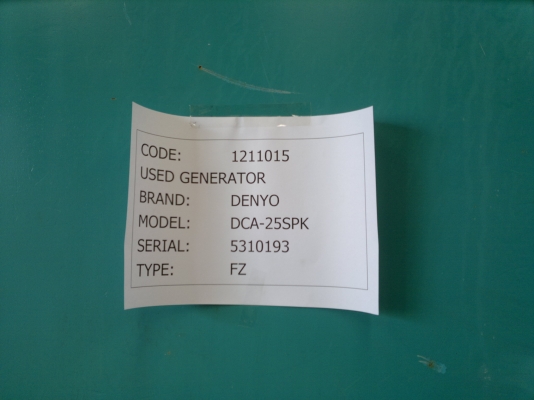 CODE: 1211015
USED GENERATOR
BRAND: DENYO
MODEL: DCA-25SPK
SERIAL: 5310193
TYPE: FZ